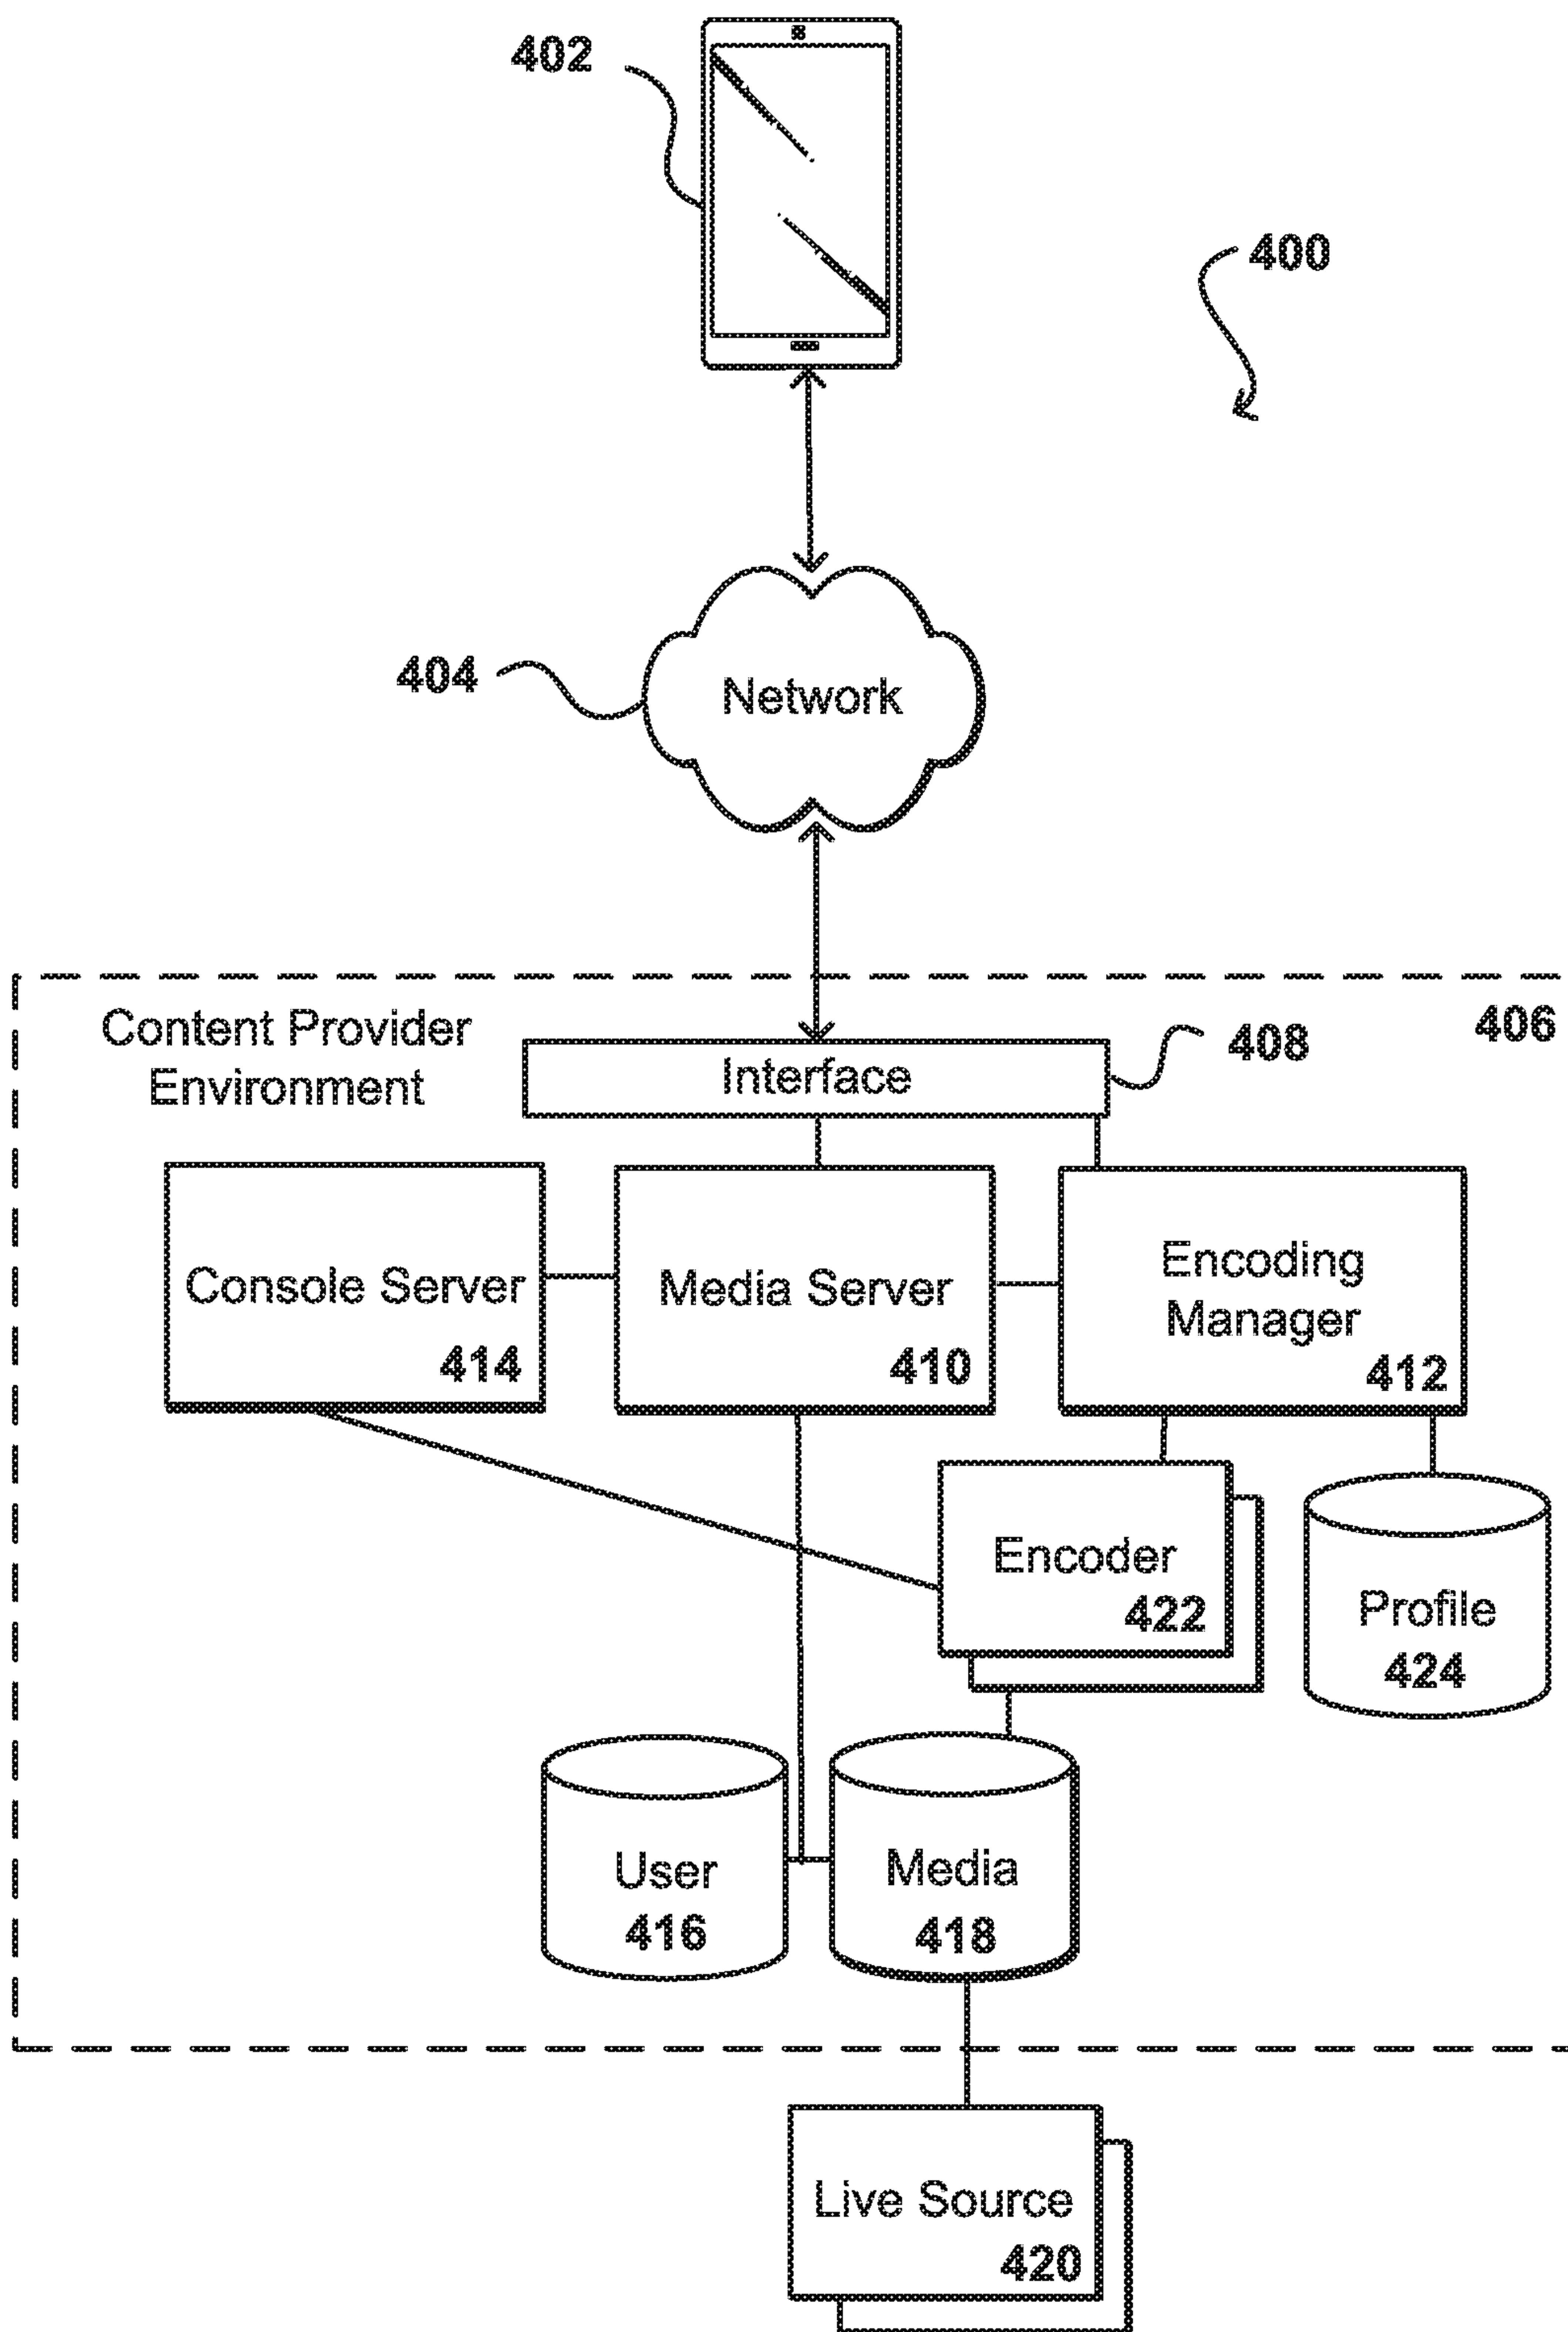 402
400
404
Network
Content Provider
Environment
406
408
Interface
Console Server
414
Media Server
410
Encoding
Manager
412
Encoder
422
Profile
424
User
416
Media
418
Live Source
420